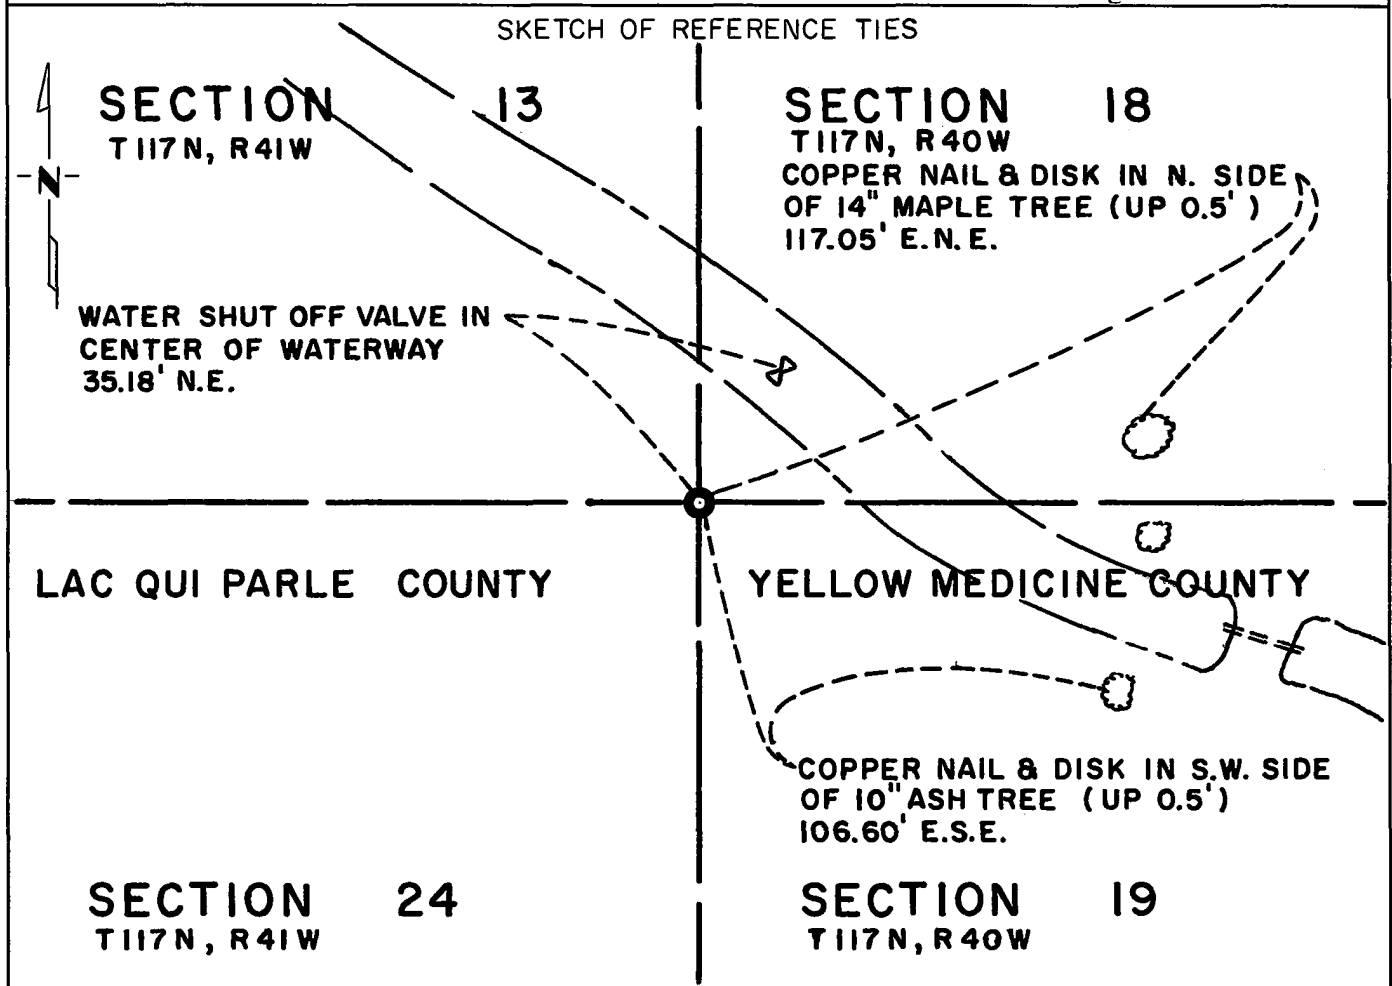 SKETCH OF REFERENCE TIES
SECTION 13
T117N, R41W
SECTION 18
T117N, R40W
COPPER NAIL & DISK IN N. SIDE
OF 14" MAPLE TREE (UP 0.5')
117.05' E.N.E.
N
WATER SHUT OFF VALVE IN
CENTER OF WATERWAY
35.18' N.E.
LAC QUI PARLE COUNTY
YELLOW MEDICINE COUNTY
COPPER NAIL & DISK IN S.W. SIDE
OF 10" ASH TREE (UP 0.5')
106.60' E.S.E.
SECTION 24
T117N, R41W
SECTION 19
T117N, R40W